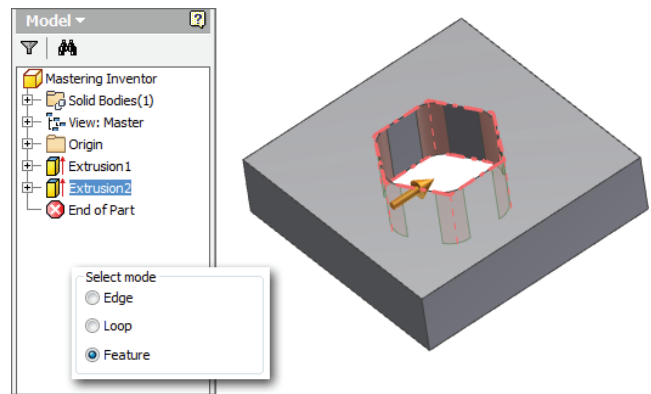 Model
Mastering Inventor
Solid Bodies(1)
View: Master
Origin
Extrusion1
Extrusion2
End of Part
Select mode
Edge
Loop
Feature